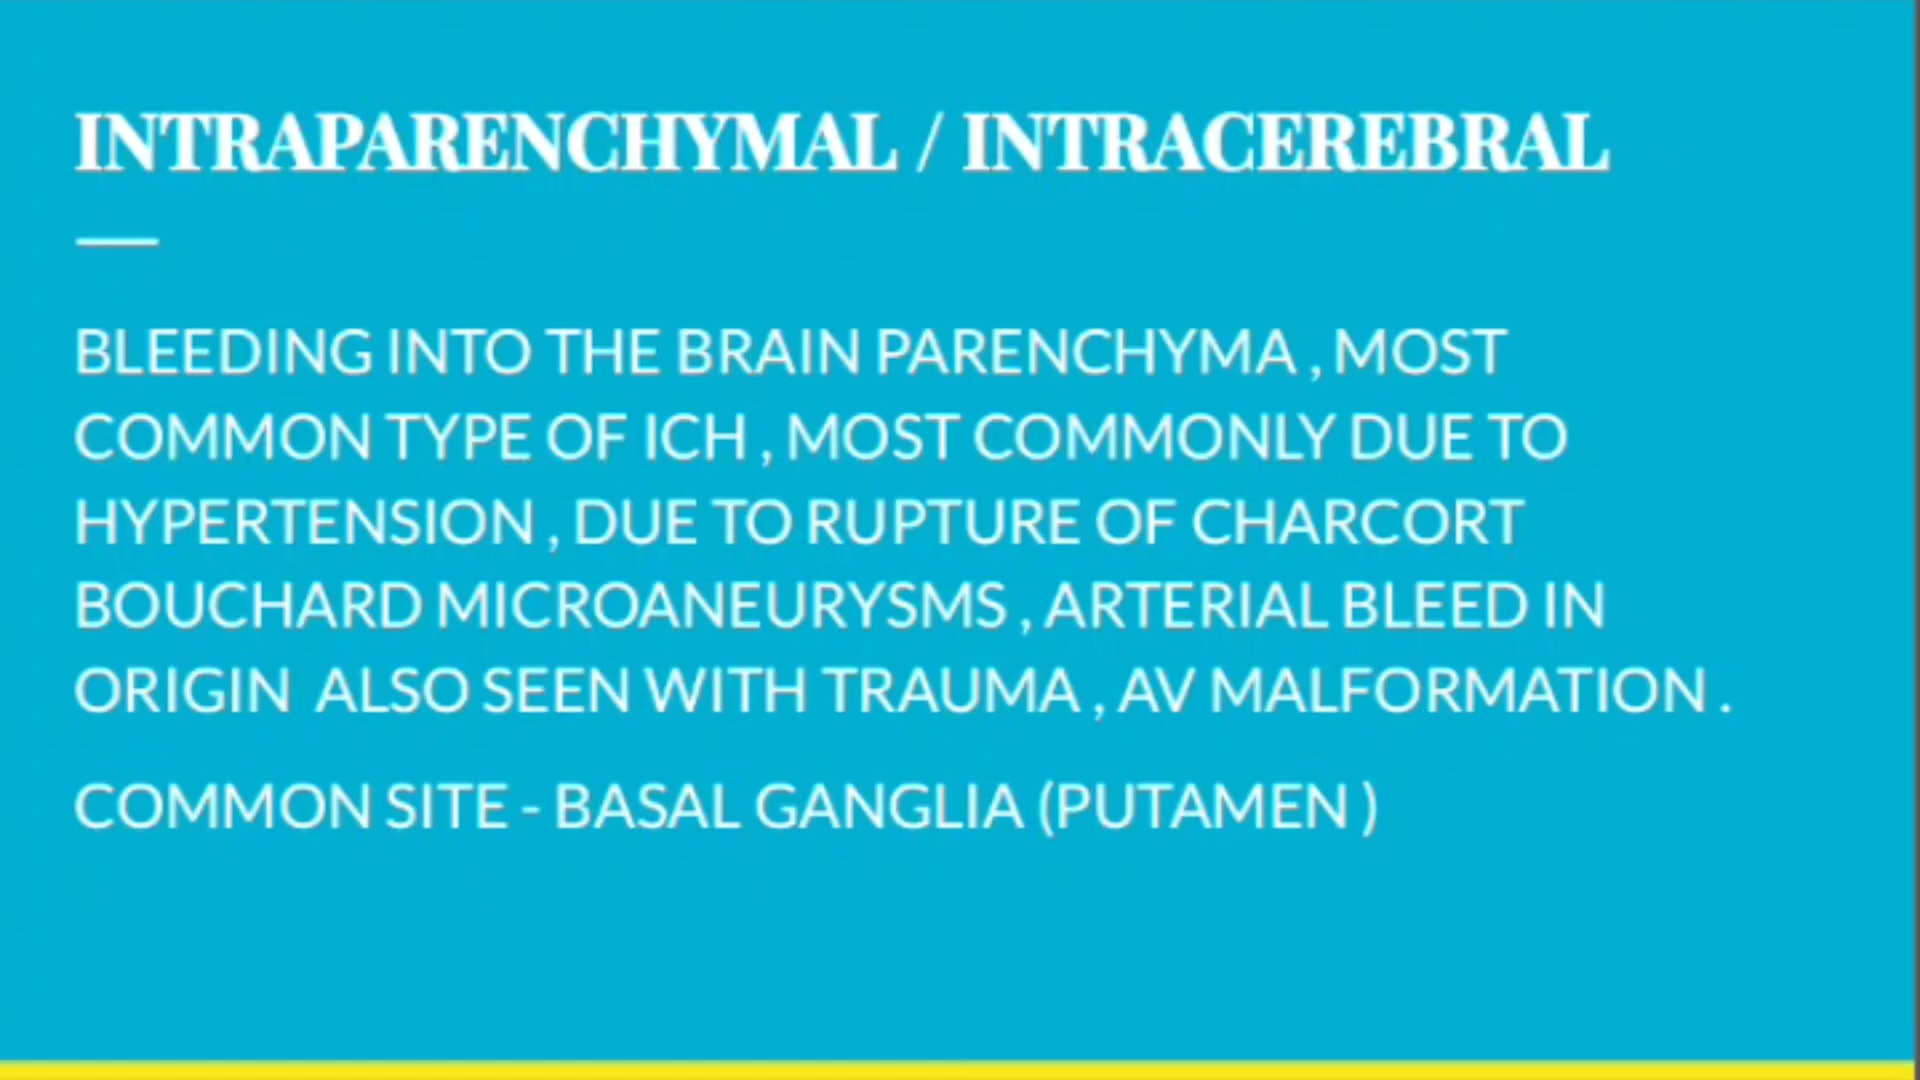 INTRAPARENCHYMAL / INTRACEREBRAL
BLEEDING INTO THE BRAIN PARENCHYMA , MOST
COMMON TYPE OF ICH , MOST COMMONLY DUE TO
HYPERTENSION , DUE TO RUPTURE OF CHARCORT
BOUCHARD MICROANEURYSMS , ARTERIAL BLEED IN
ORIGIN  ALSO SEEN WITH TRAUMA , AV MALFORMATION .
COMMON SITE - BASAL GANGLIA (PUTAMEN )